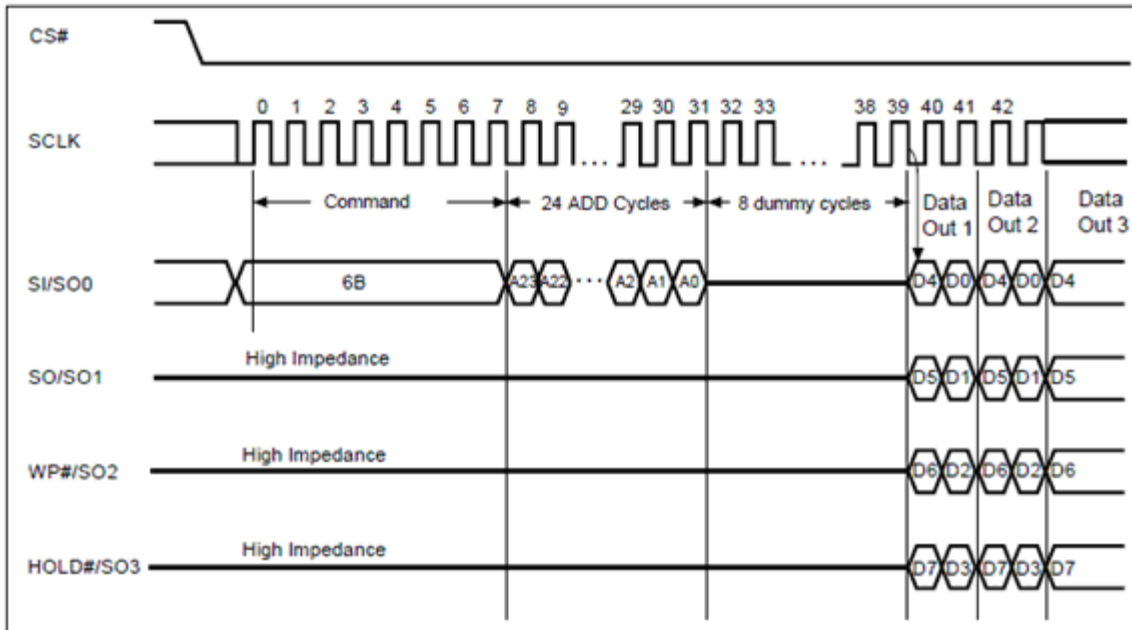 CS#
0 1 2 3 4 5 6 7 8 9 29 30 31 32 33 38 39 40 41 42
SCLK
... ...
Command 24 ADD Cycles 8 dummy cycles Data Out 1 Data Out 2 Data Out 3
SI/SO0 6B A23 A22 ... A2 A1 A0 D4 D0 D4 D0 D4
High Impedance
SO/SO1 D5 D1 D5 D1 D5
High Impedance
WP#/SO2 D6 D2 D6 D2 D6
High Impedance
HOLD#/SO3 D7 D3 D7 D3 D7